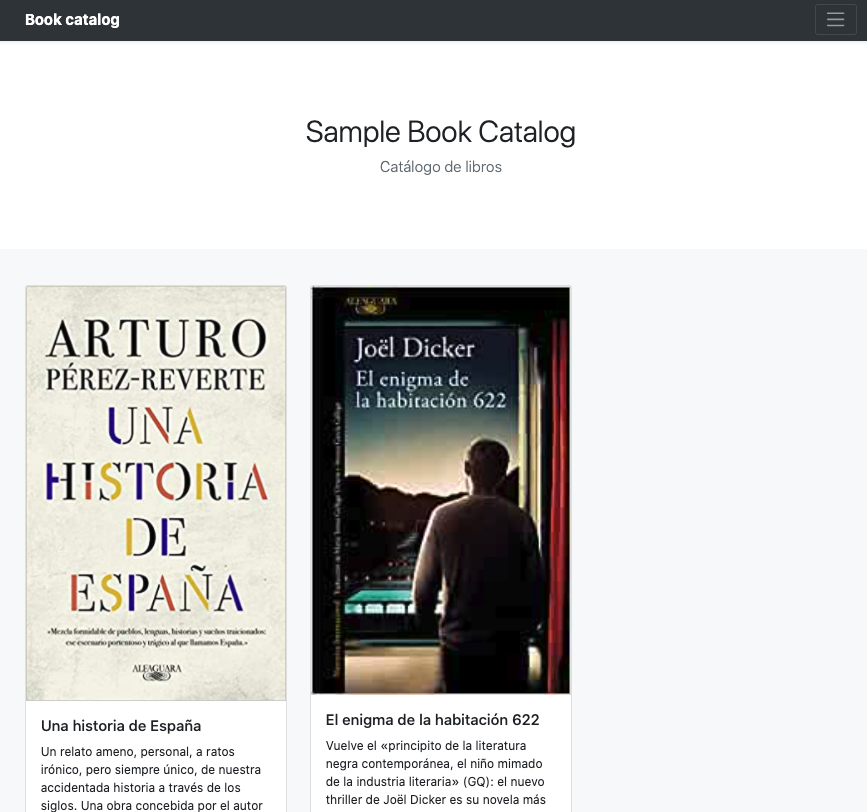 Book catalog
Sample Book Catalog
Catálogo de libros
ARTURO
PÉREZ-REVERTE
UNA
HISTORIA
DE
ESPAÑA
«Mezcla formidable de pueblos, lenguas, historias y sueños traicionados:
ese escenario portentoso y trágico al que llamamos España.»
ALFAGUARA
Una historia de España
Un relato ameno, personal, a ratos
irónico, pero siempre único, de nuestra
accidentada historia a través de los
siglos. Una obra concebida por el autor
ALFAGUARA
Joël Dicker
El enigma de
la habitación 622
El enigma de la habitación 622
Vuelve el «principito de la literatura
negra contemporánea, el niño mimado
de la industria literaria» (GQ): el nuevo
thriller de Joël Dicker es su novela más